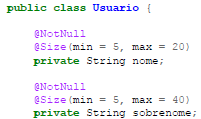 public class Usuario {
@NotNull
@Size(min = 5, max = 20)
private String nome;
@NotNull
@Size(min = 5, max = 40)
private String sobrenome;